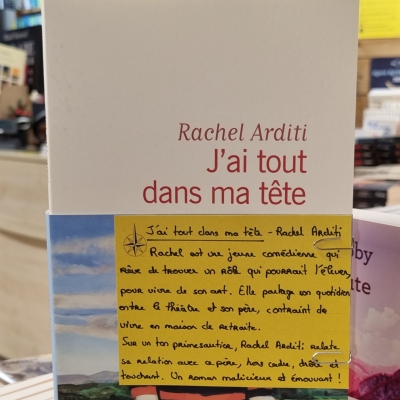 Rachel Arditi
J'ai tout
dans ma tête
J'ai tout dans ma tête - Rachel Arditi
Rachel est une jeune comédienne qui
rêve de trouver un rôle qui pourrait l'élever,
pour vivre de son art. Elle partage son quotidien
entre le théâtre et son père, contraint de
vivre en maison de retraite.
Sur un ton primesautier, Rachel Arditi relate
sa relation avec ce père, hors cadre, drôle et
touchant. Un roman malicieux et émouvant !
by
ute